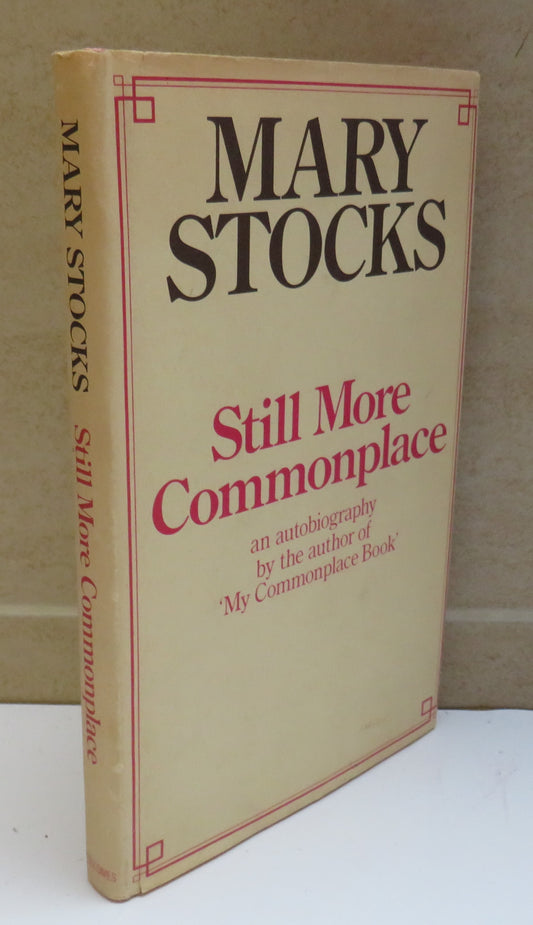 MARY STOCKS Still More Commonplace
MARY
STOCKS
Still More
Commonplace
an autobiography
by the author of
'My Commonplace Book'